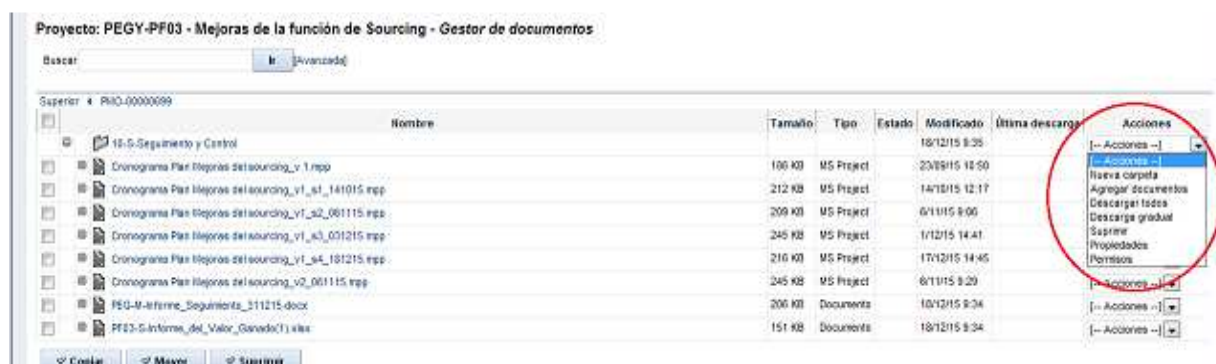 Proyecto: PEGY-PF03 - Mejoras de la función de Sourcing - Gestor de documentos
Buscar Ir [Avanzada]
Superior PMO-00000699
Nombre Tamaño Tipo Estado Modificado Última descarga Acciones
10-S-Seguimiento y Control 18/12/15 9:35 [-- Acciones --]
[-- Acciones --]
Cronograma Plan Mejoras del sourcing_v 1.mpp 186 KB MS Project 23/09/15 10:50 Nueva carpeta
Cronograma Plan Mejoras del sourcing_v1_s1_141015.mpp 212 KB MS Project 14/10/15 12:17 Agregar documentos
Descargar todos
Cronograma Plan Mejoras del sourcing_v1_s2_061115.mpp 209 KB MS Project 6/11/15 9:06 Descarga gradual
Cronograma Plan Mejoras del sourcing_v1_s3_031215.mpp 245 KB MS Project 1/12/15 14:41 Suprimir
Propiedades
Cronograma Plan Mejoras del sourcing_v1_s4_181215.mpp 216 KB MS Project 17/12/15 14:45 Permisos
Cronograma Plan Mejoras del sourcing_v2_061115.mpp 245 KB MS Project 6/11/15 9:29 [-- Acciones --]
PEG-M-Informe_Seguimiento_311215.docx 206 KB Documento 18/12/15 9:34 [-- Acciones --]
PF03-S-Informe_del_Valor_Ganado(1).xlsx 151 KB Documento 18/12/15 9:34 [-- Acciones --]
Copiar Mover Suprimir